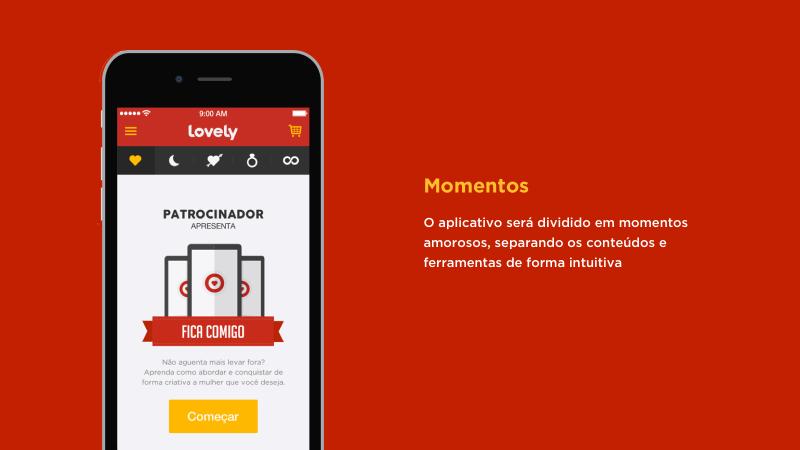 9:00 AM
Lovely
PATROCINADOR
APRESENTA
FICA COMIGO
Não aguenta mais levar fora?
Aprenda como abordar e conquistar de
forma criativa a mulher que você deseja.
Começar
Momentos
O aplicativo será dividido em momentos
amorosos, separando os conteúdos e
ferramentas de forma intuitiva